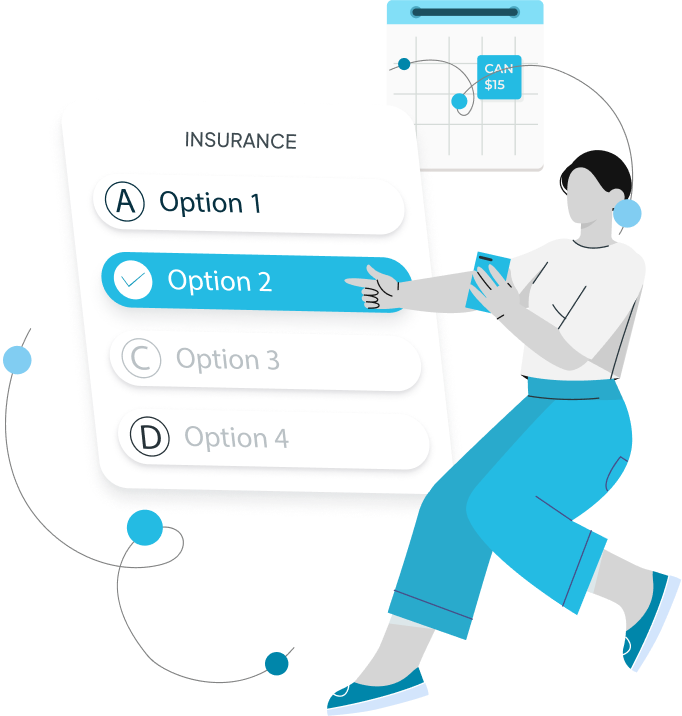 CAN
$15
INSURANCE
A Option 1
Option 2
C Option 3
D Option 4